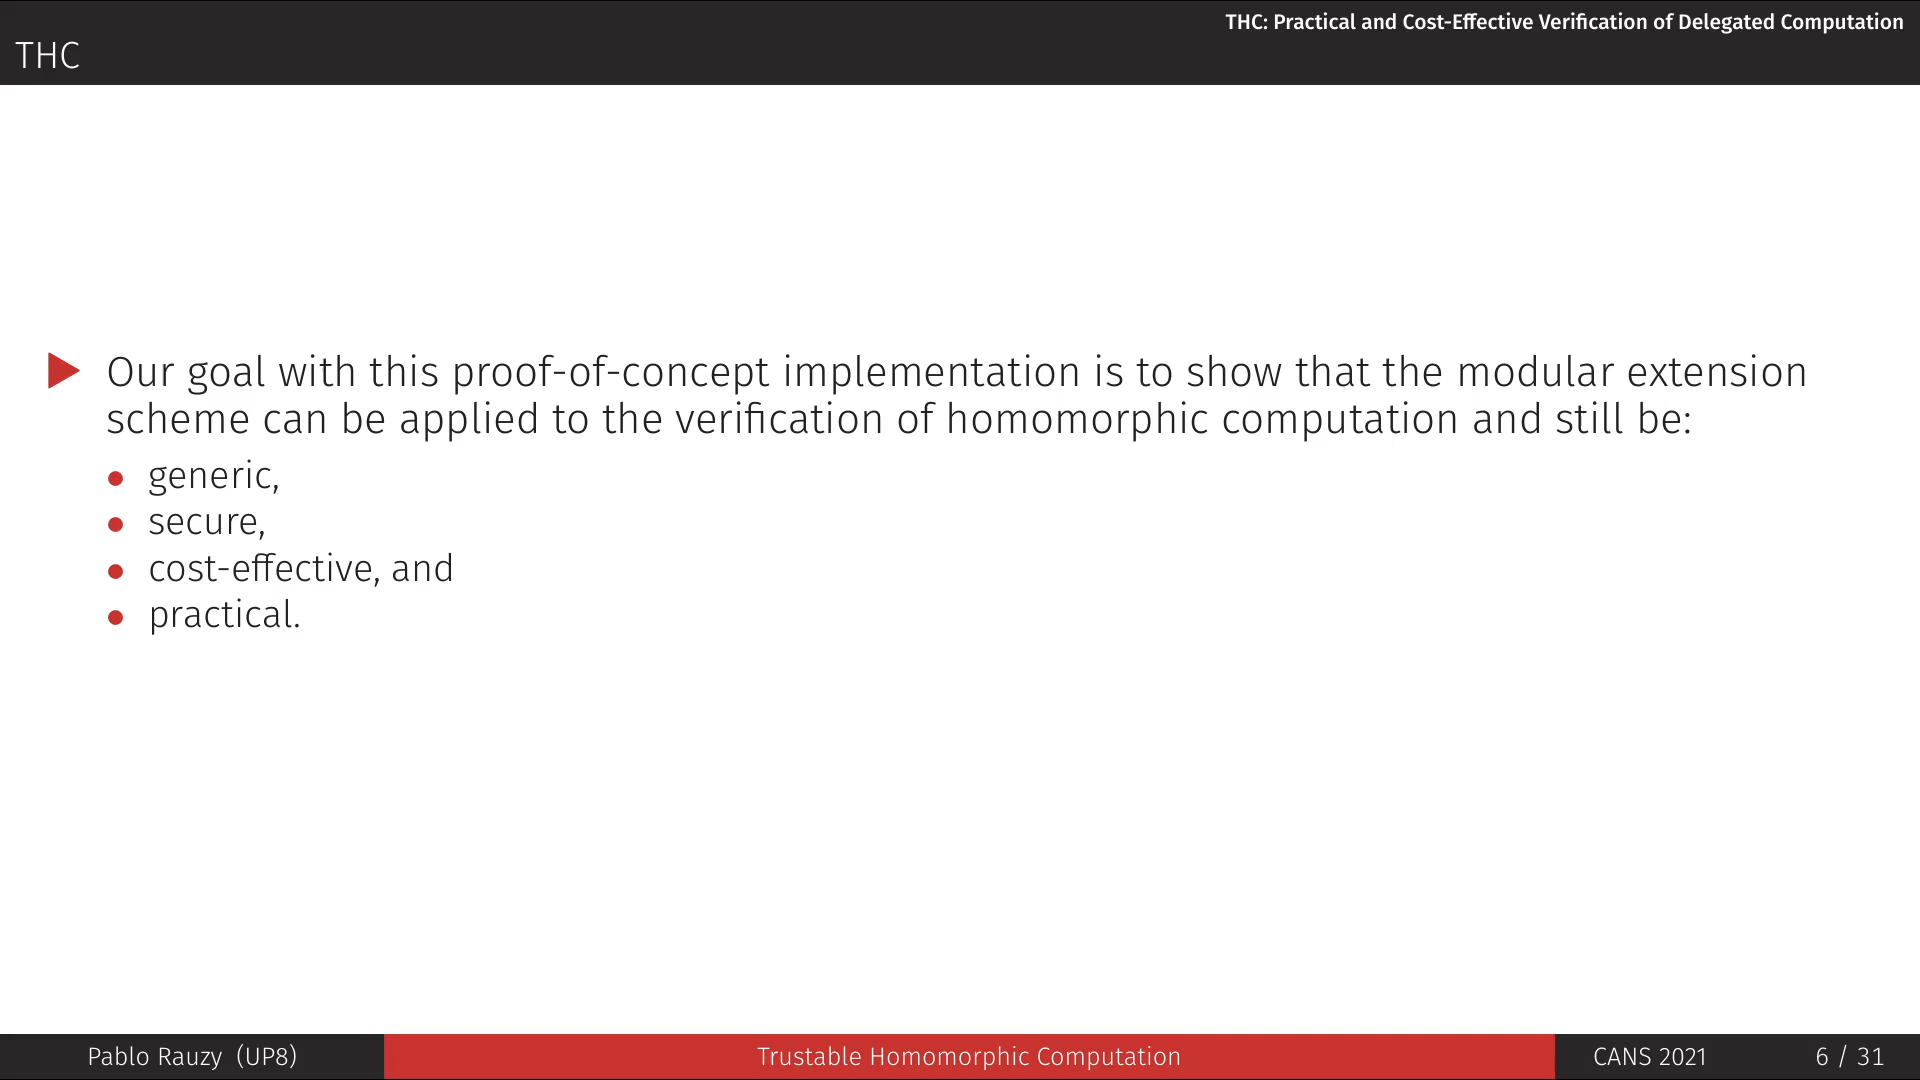 THC: Practical and Cost-Effective Verification of Delegated Computation
THC
Our goal with this proof-of-concept implementation is to show that the modular extension
scheme can be applied to the verification of homomorphic computation and still be:
generic,
secure,
cost-effective, and
practical.
Pablo Rauzy (UP8)
Trustable Homomorphic Computation
CANS 2021
6 / 31